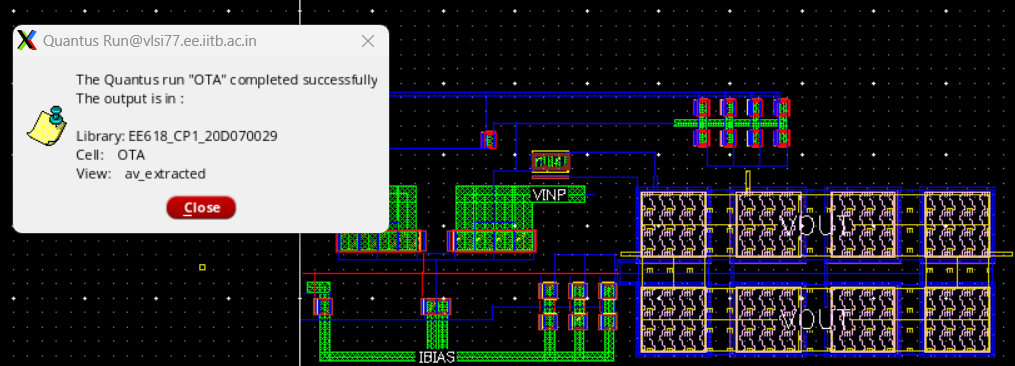 Quantus Run@vlsi77.ee.iitb.ac.in
The Quantus run "OTA" completed successfully
The output is in :
Library: EE618_CP1_20D070029
Cell: OTA
View: av_extracted
Close
VINP
VOUT
VOUT
IBIAS